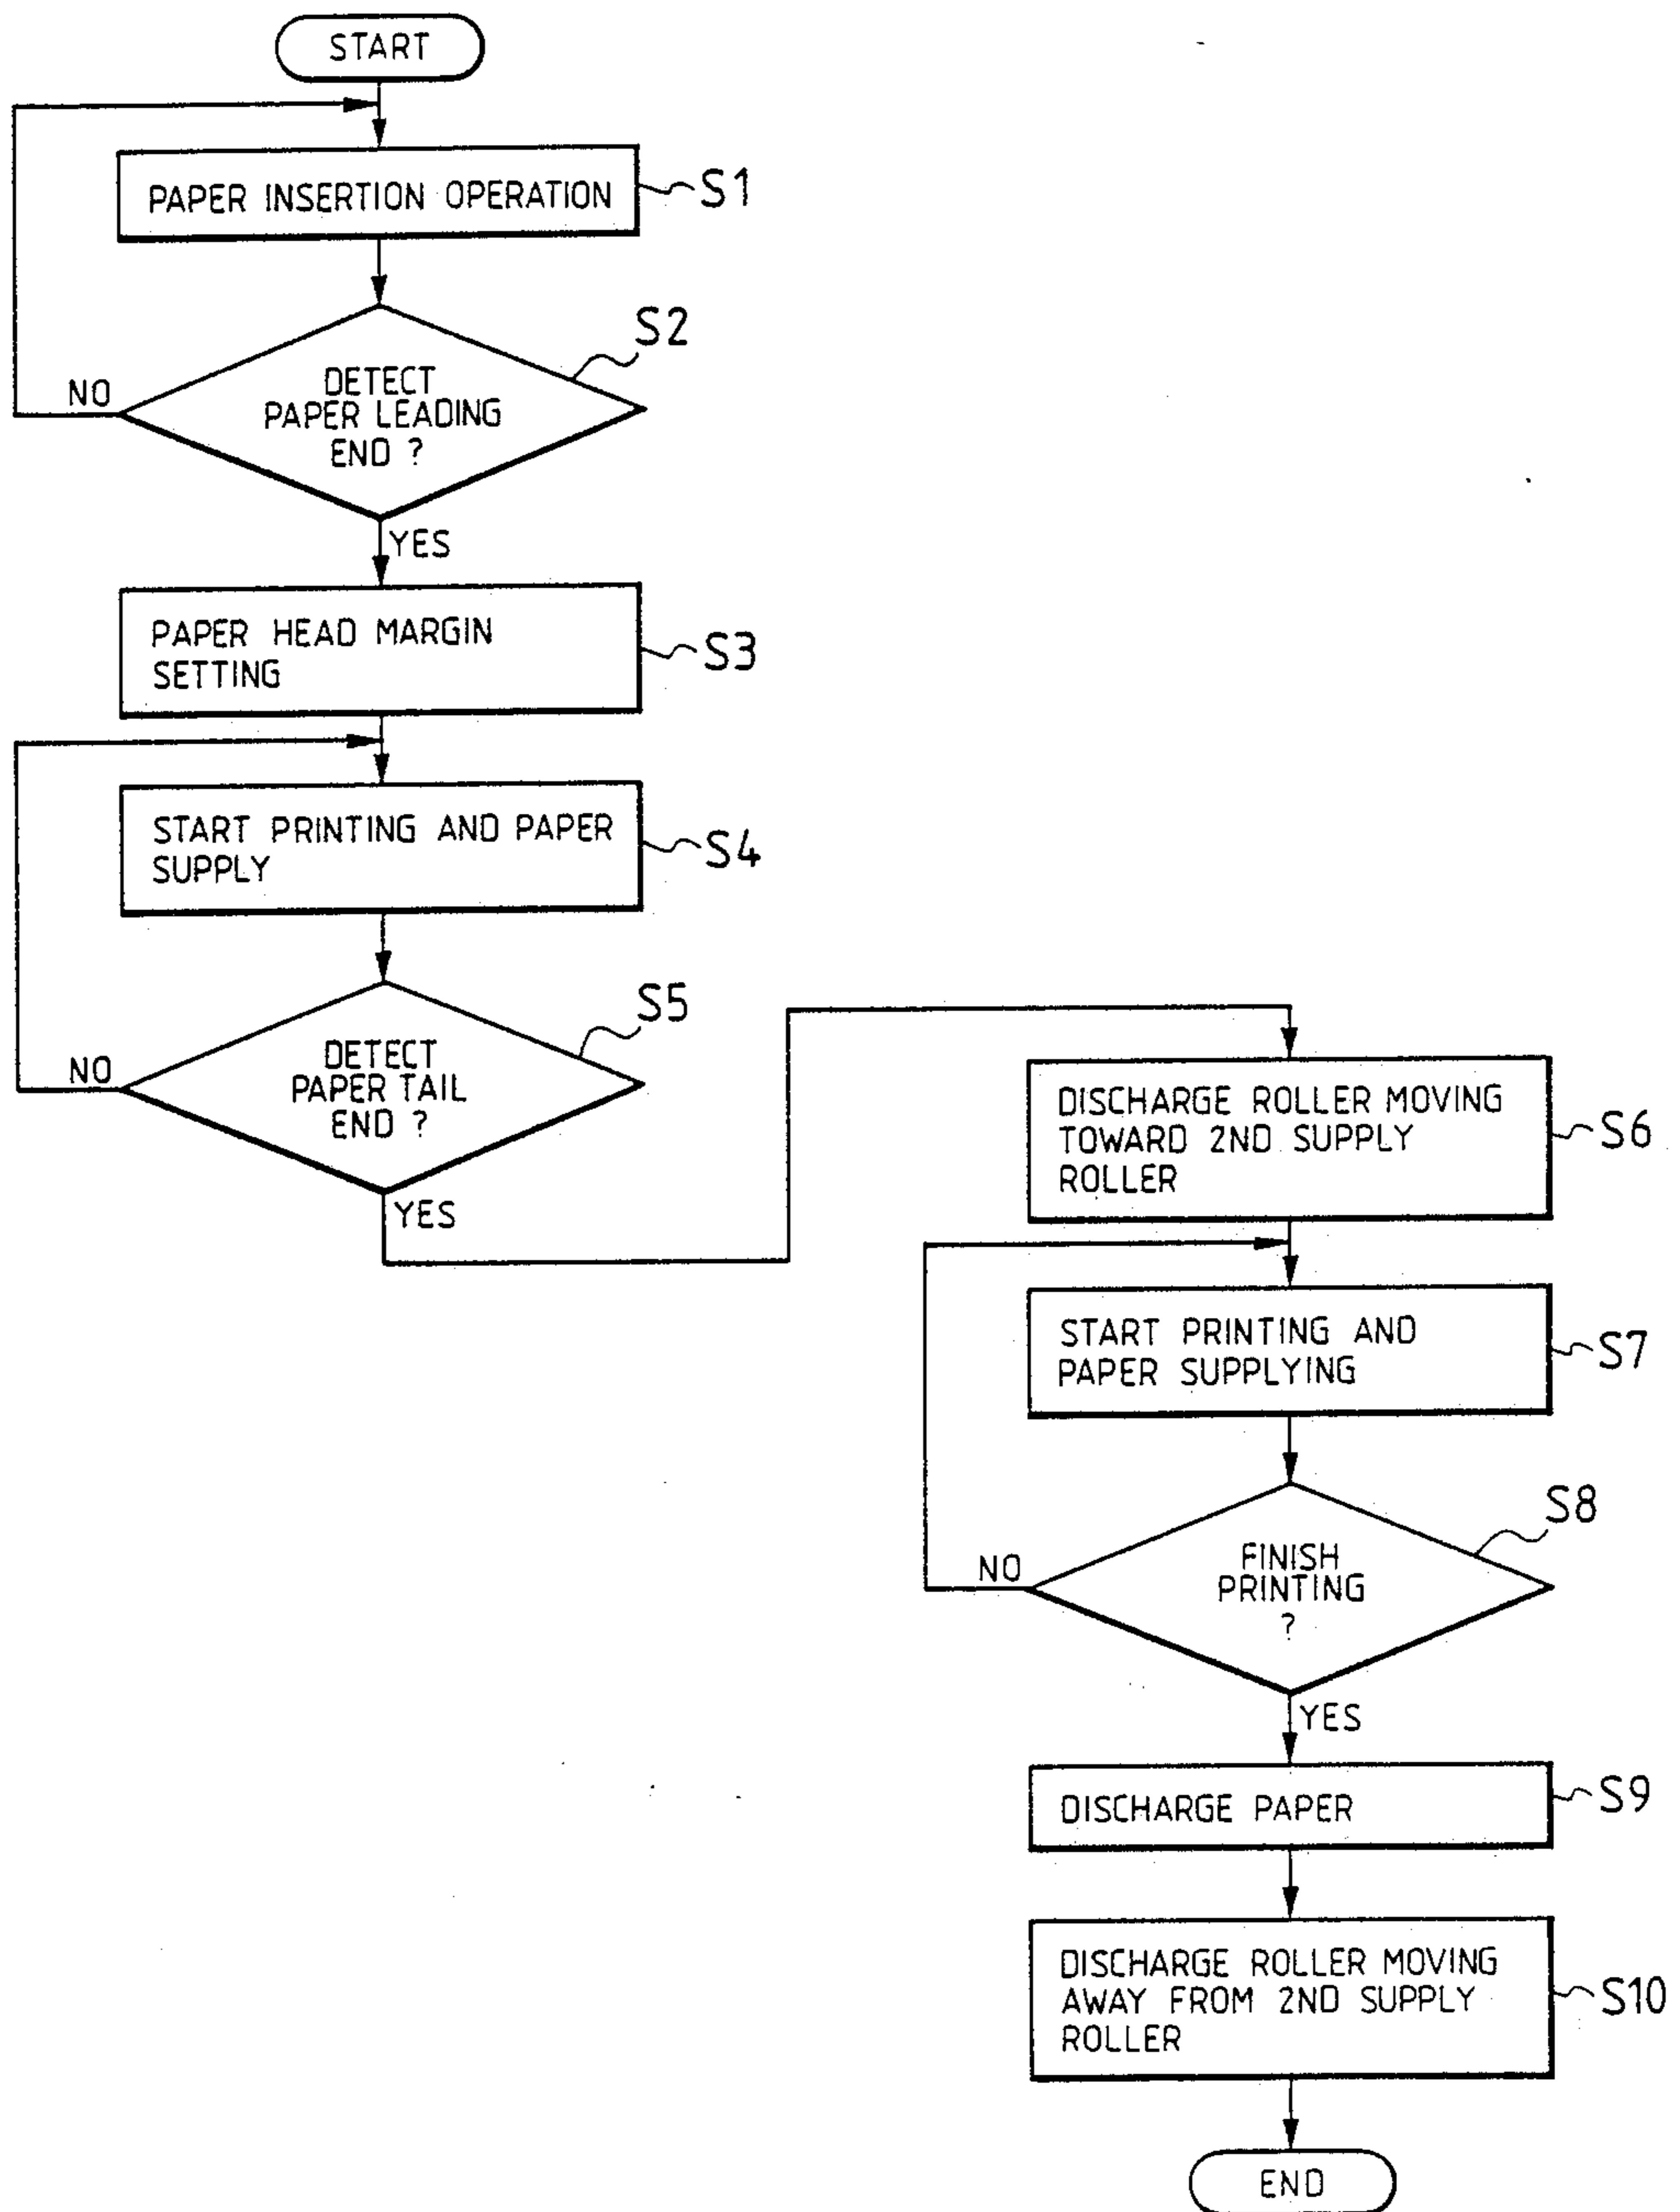 START
PAPER INSERTION OPERATION
S1
S2
DETECT
PAPER LEADING
END ?
NO
YES
PAPER HEAD MARGIN
SETTING
S3
START PRINTING AND PAPER
SUPPLY
S4
S5
DETECT
PAPER TAIL
END ?
NO
YES
DISCHARGE ROLLER MOVING
TOWARD 2ND SUPPLY
ROLLER
S6
START PRINTING AND
PAPER SUPPLYING
S7
S8
FINISH
PRINTING
?
NO
YES
DISCHARGE PAPER
S9
DISCHARGE ROLLER MOVING
AWAY FROM 2ND SUPPLY
ROLLER
S10
END